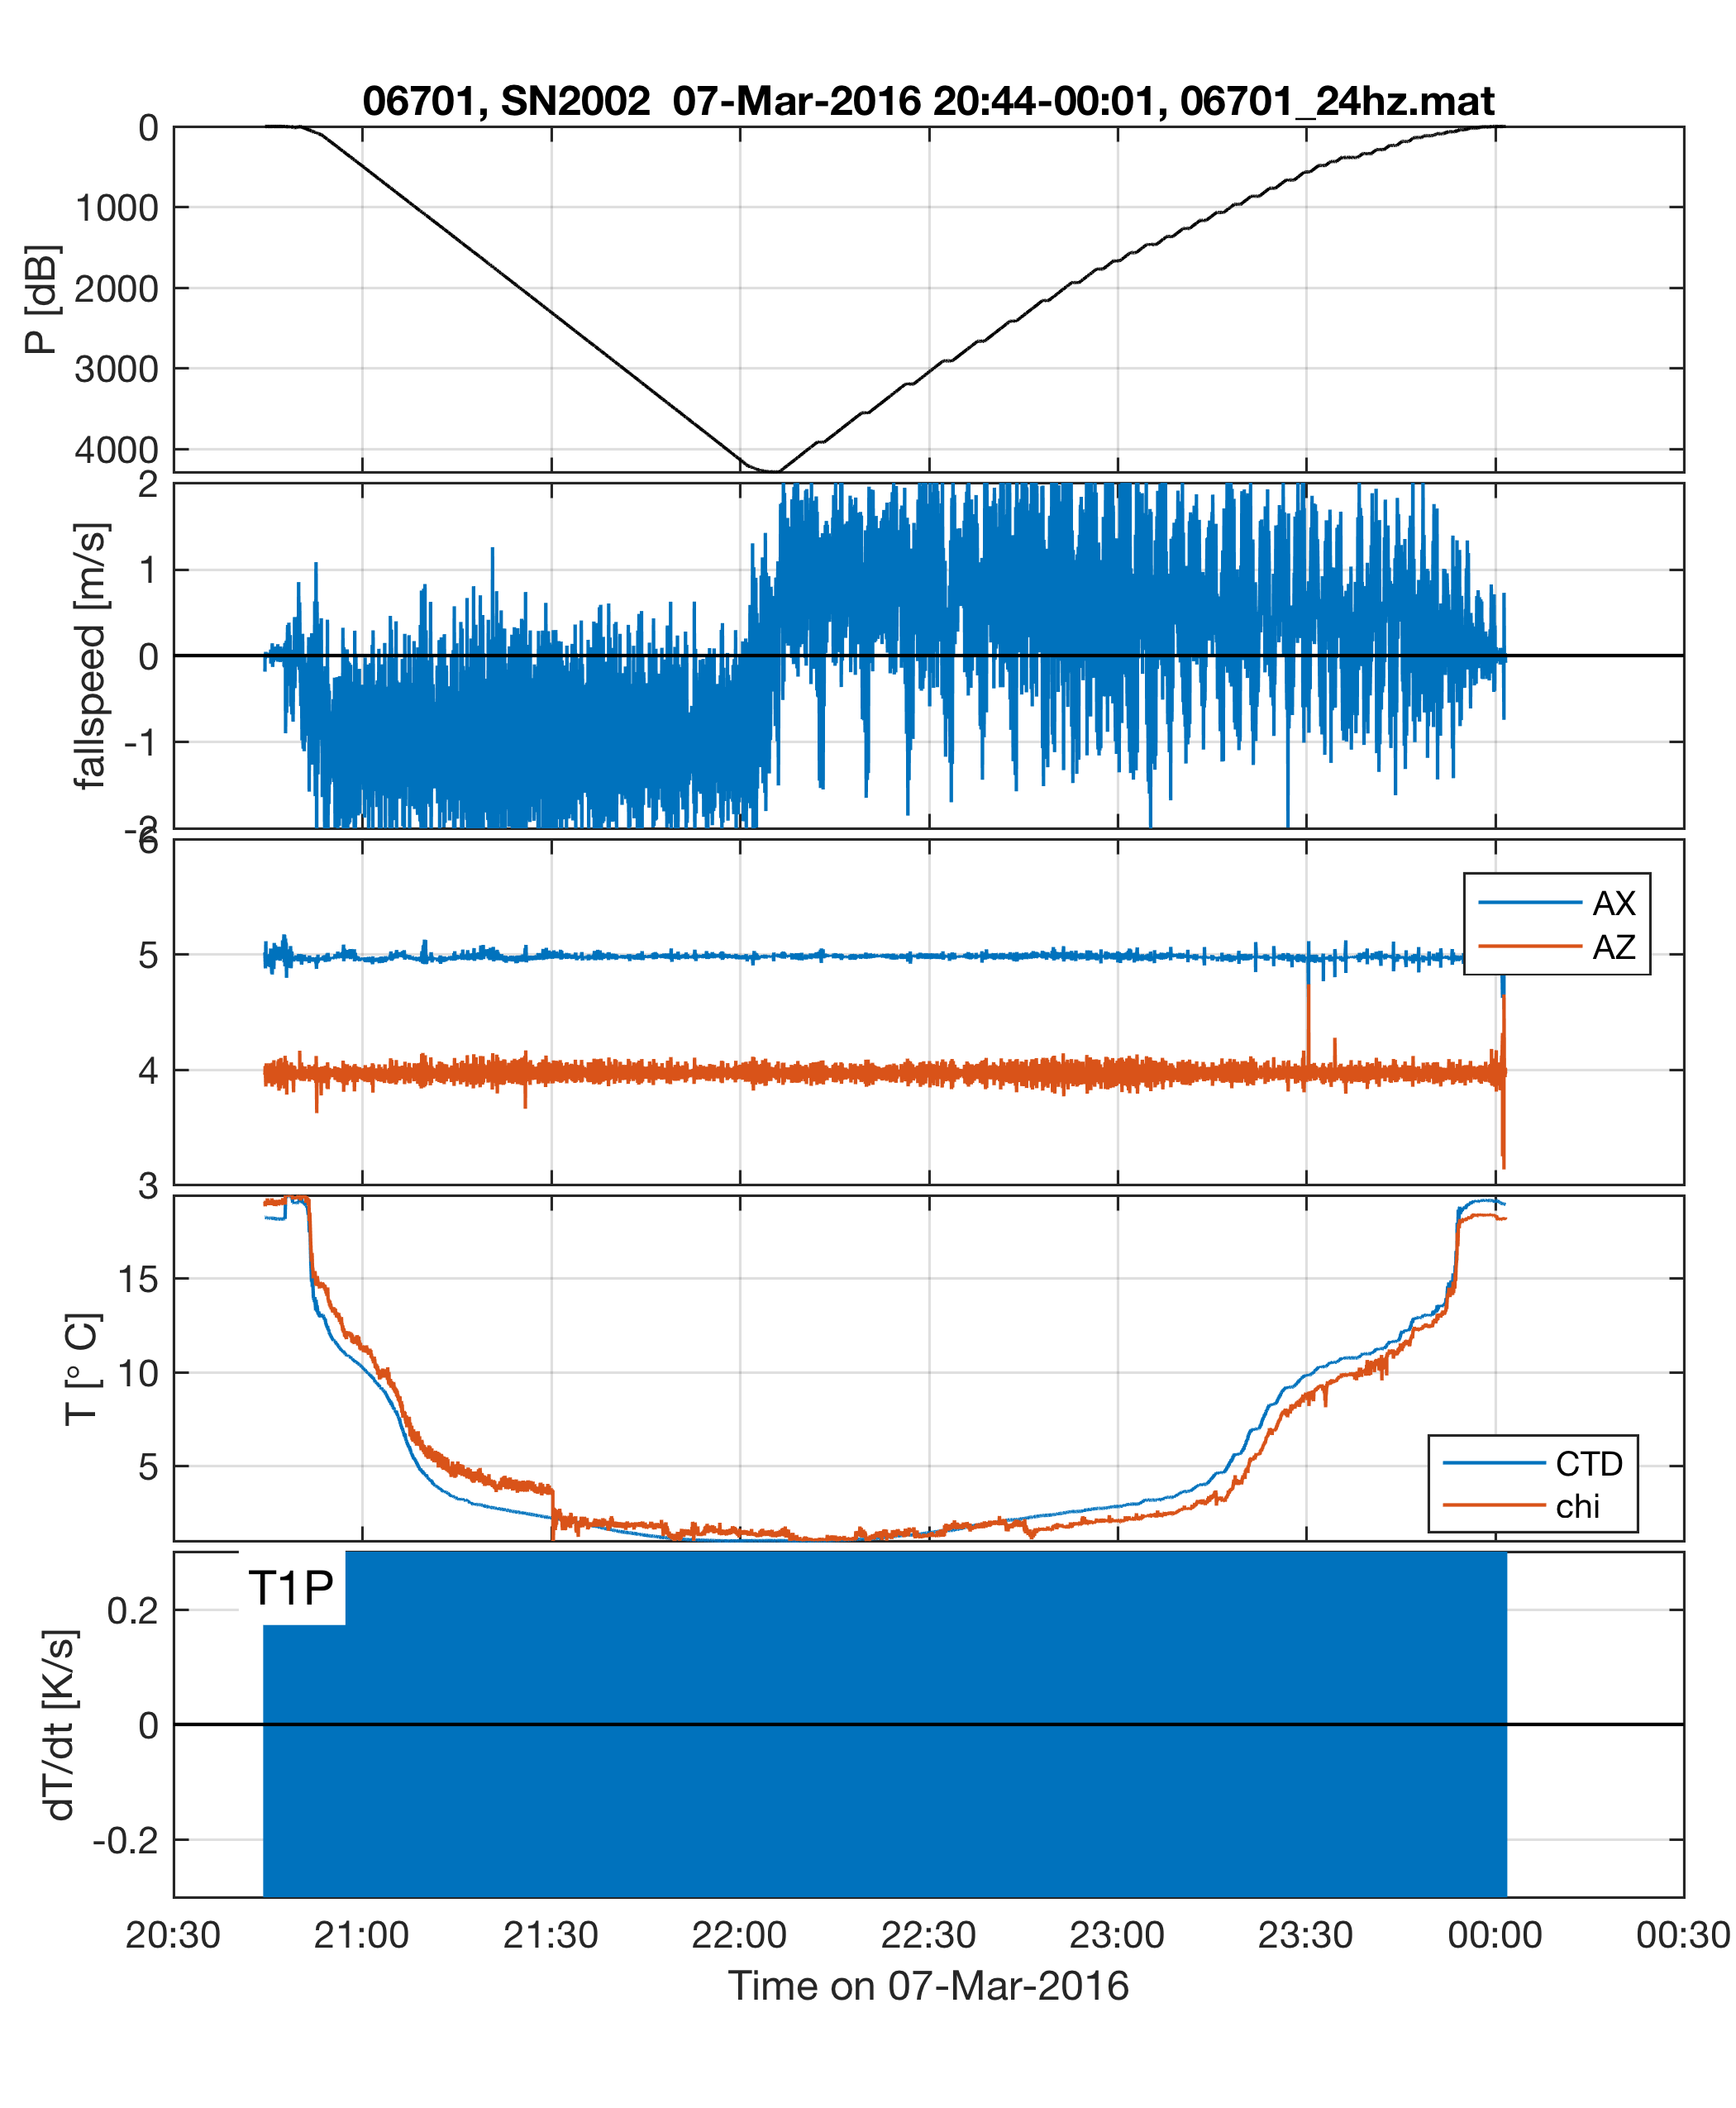 06701, SN2002  07-Mar-2016 20:44-00:01, 06701_24hz.mat
0
1000
2000
3000
4000
P [dB]
2
1
0
-1
-2
fallspeed [m/s]
6
5
4
3
AX
AZ
3
15
10
5
T [° C]
CTD
chi
T1P
0.2
0
-0.2
dT/dt [K/s]
20:30 21:00 21:30 22:00 22:30 23:00 23:30 00:00 00:30
Time on 07-Mar-2016